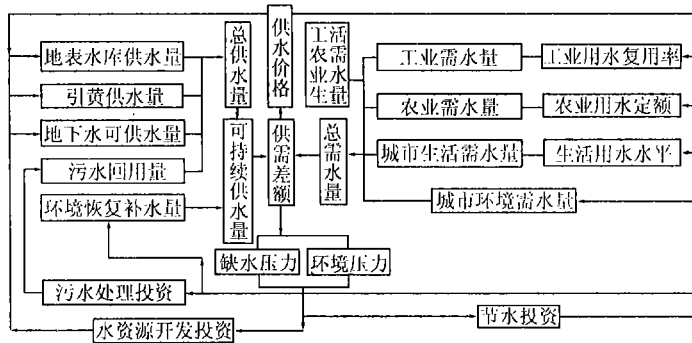 地表水库供水量
引黄供水量
地下水可供水量
污水回用量
环境恢复补水量
总供水量
可持续供水量
供水价格
供需差额
工农业生活需水量
总需水量
工业需水量
工业用水复用率
农业需水量
农业用水定额
城市生活需水量
生活用水水平
城市环境需水量
缺水压力
环境压力
污水处理投资
水资源开发投资
节水投资